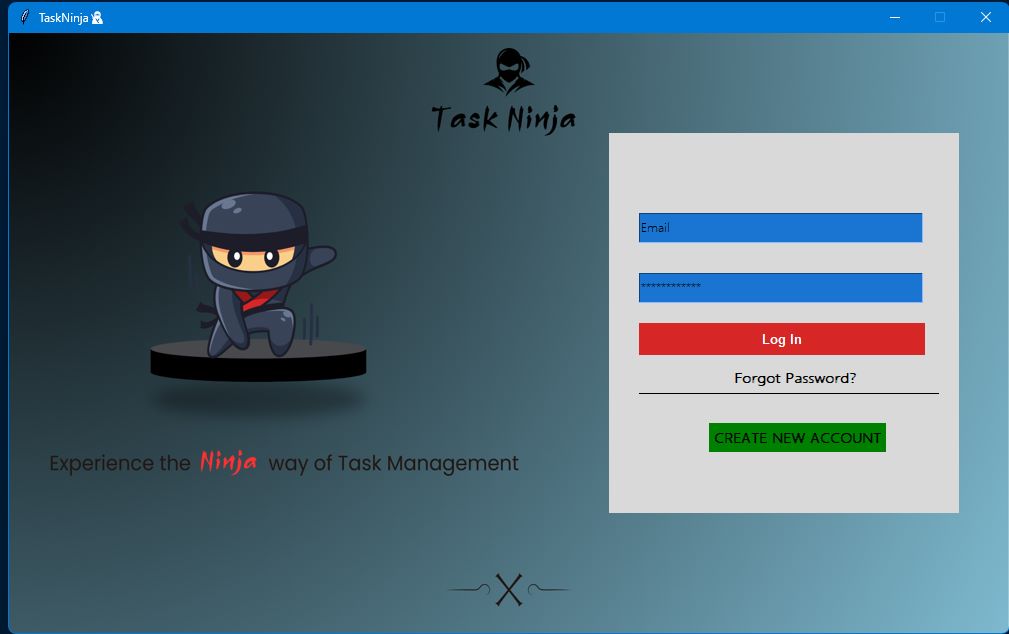 TaskNinja
Task Ninja
Email
************
Log In
Forgot Password?
CREATE NEW ACCOUNT
Experience the Ninja way of Task Management